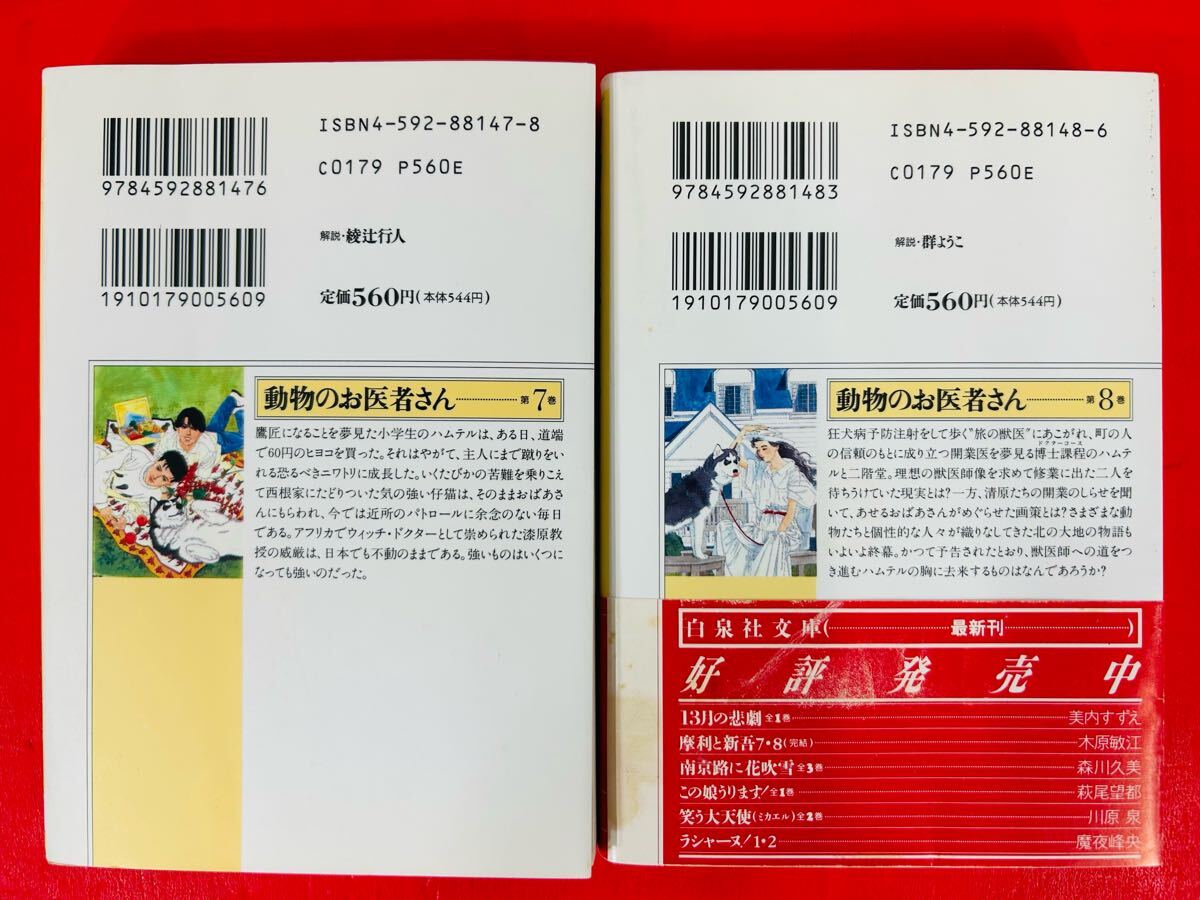 ISBN4-592-88147-8
C0179 P560E
9784592881476
解説・綾辻行人
1910179005609
定価560円(本体544円)
動物のお医者さん………………第7巻
鷹匠になることを夢見た小学生のハムテルは、ある日、道端
で60円のヒヨコを買った。それはやがて、主人にまで蹴りをい
れる恐るべきニワトリに成長した。いくたびかの苦難を乗りこえ
て西根家にたどりついた気の強い仔猫は、そのままおばあさ
んにもらわれ、今では近所のパトロールに余念のない毎日
である。アフリカでウィッチ・ドクターとして崇められた漆原教
授の威厳は、日本でも不動のままである。強いものはいくつに
なっても強いのだった。
ISBN4-592-88148-6
C0179 P560E
9784592881483
解説・群ようこ
1910179005609
定価560円(本体544円)
動物のお医者さん………………第8巻
狂犬病予防注射をして歩く“旅の獣医”にあこがれ、町の人
ドクターコース
の信頼のもとに成り立つ開業医を夢見る博士課程のハムテ
ルと二階堂。理想の獣医師像を求めて修業に出た二人を
待ちうけていた現実とは?一方、清原たちの開業のしらせを聞
いて、あせるおばあさんがめぐらせた画策とは?さまざまな動
物たちと個性的な人々が織りなしてきた北の大地の物語も
いよいよ終幕。かつて予告されたとおり、獣医師への道をつ
き進むハムテルの胸に去来するものはなんであろうか?
白泉社文庫(………………最新刊………………)
好評発売中
13月の悲劇 全1巻………………美内すずえ
摩利と新吾7・8(完結)………………木原敏江
南京路に花吹雪 全3巻………………森川久美
この娘うります! 全1巻………………萩尾望都
笑う大天使(ミカエル)全2巻………………川原 泉
ラシャーヌ!1・2………………魔夜峰央